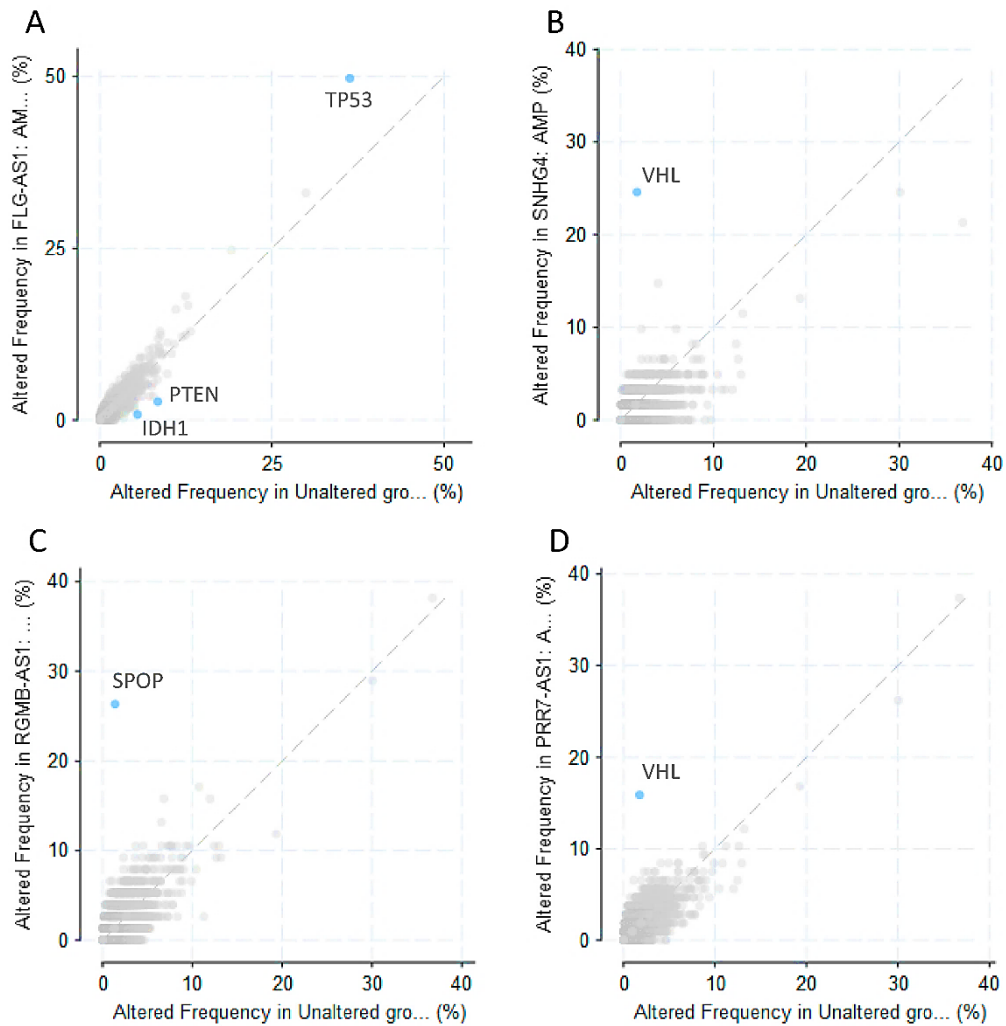 A
Altered Frequency in FLG-AS1: AM... (%)
50
25
0
TP53
PTEN
IDH1
0 25 50
Altered Frequency in Unaltered gro... (%)
B
Altered Frequency in SNHG4: AMP (%)
40
30
20
10
0
VHL
0 10 20 30 40
Altered Frequency in Unaltered gro... (%)
C
Altered Frequency in RGMB-AS1: ... (%)
40
30
20
10
0
SPOP
0 10 20 30 40
Altered Frequency in Unaltered gro... (%)
D
Altered Frequency in PRR7-AS1: A... (%)
40
30
20
10
0
VHL
0 10 20 30 40
Altered Frequency in Unaltered gro... (%)